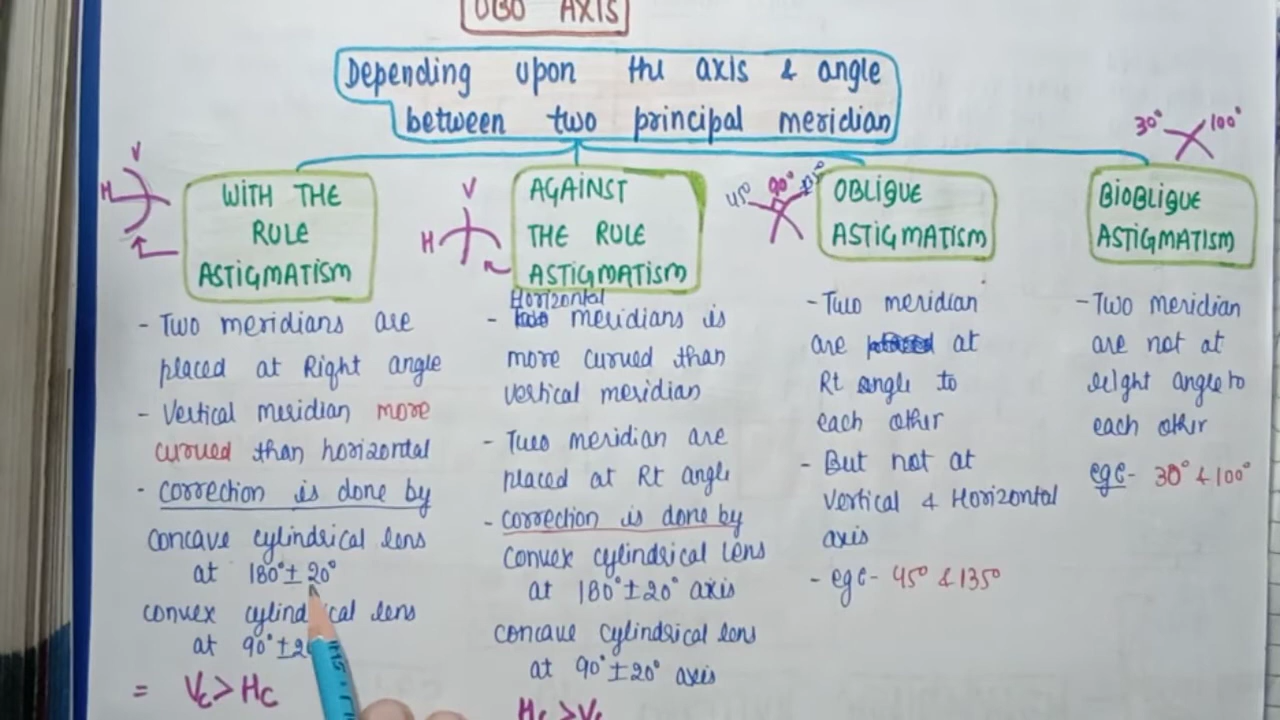 UBO AXIS
Depending upon the axis & angle
between two principal meridian
30° 100°
V
H
WITH THE
RULE
ASTIGMATISM
- Two meridians are
placed at Right angle
- Vertical meridian more
curved than horizontal
- correction is done by
concave cylindrical lens
at 180° ± 20°
convex cylindrical lens
at 90° ± 2
= Vc > Hc
V
H
AGAINST
THE RULE
ASTIGMATISM
Horizontal
- meridians is
more curved than
vertical meridian
- Two meridian are
placed at Rt angle
- correction is done by
convex cylindrical lens
at 180° ± 20° axis
concave cylindrical lens
at 90° ± 20° axis
Hc > Vc
45° 90° 135°
OBLIQUE
ASTIGMATISM
- Two meridian
are at
Rt angle to
each other
- But not at
vertical & Horizontal
axis
- eg:- 45° & 135°
BIOBLIQUE
ASTIGMATISM
- Two meridian
are not at
right angle to
each other
eg:- 30° & 100°